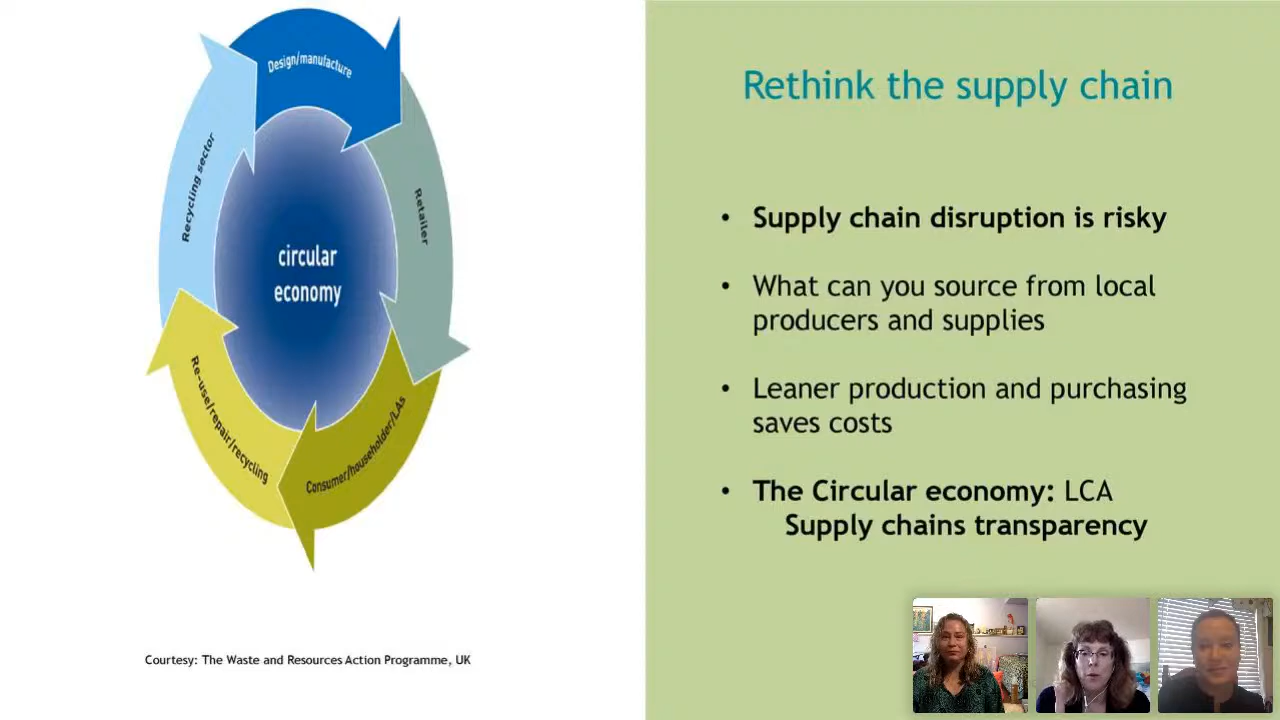 Design/manufacture
Retailer
Consumer/householder/LAs
Re-use/repair/recycling
Recycling sector
circular
economy
Courtesy: The Waste and Resources Action Programme, UK
Rethink the supply chain
• Supply chain disruption is risky
• What can you source from local
producers and supplies
• Leaner production and purchasing
saves costs
• The Circular economy: LCA
Supply chains transparency